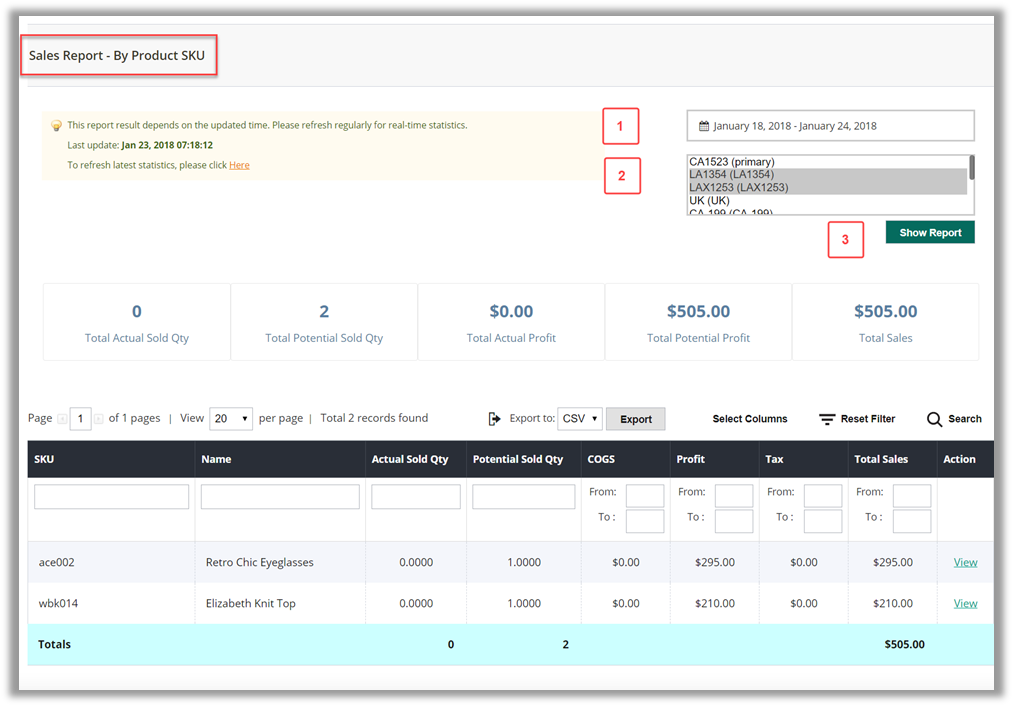 Sales Report - By Product SKU
This report result depends on the updated time. Please refresh regularly for real-time statistics.
Last update: Jan 23, 2018 07:18:12
To refresh latest statistics, please click Here
1
January 18, 2018 - January 24, 2018
2
CA1523 (primary)
LA1354 (LA1354)
LAX1253 (LAX1253)
UK (UK)
CA 199 (CA 199)
3
Show Report
0 2 $0.00 $505.00 $505.00
Total Actual Sold Qty Total Potential Sold Qty Total Actual Profit Total Potential Profit Total Sales
Page 1 of 1 pages | View 20 per page | Total 2 records found Export to: CSV Export Select Columns Reset Filter Search
SKU Name Actual Sold Qty Potential Sold Qty COGS Profit Tax Total Sales Action
From: From: From: From:
To : To : To : To :
ace002 Retro Chic Eyeglasses 0.0000 1.0000 $0.00 $295.00 $0.00 $295.00 View
wbk014 Elizabeth Knit Top 0.0000 1.0000 $0.00 $210.00 $0.00 $210.00 View
Totals 0 2 $505.00